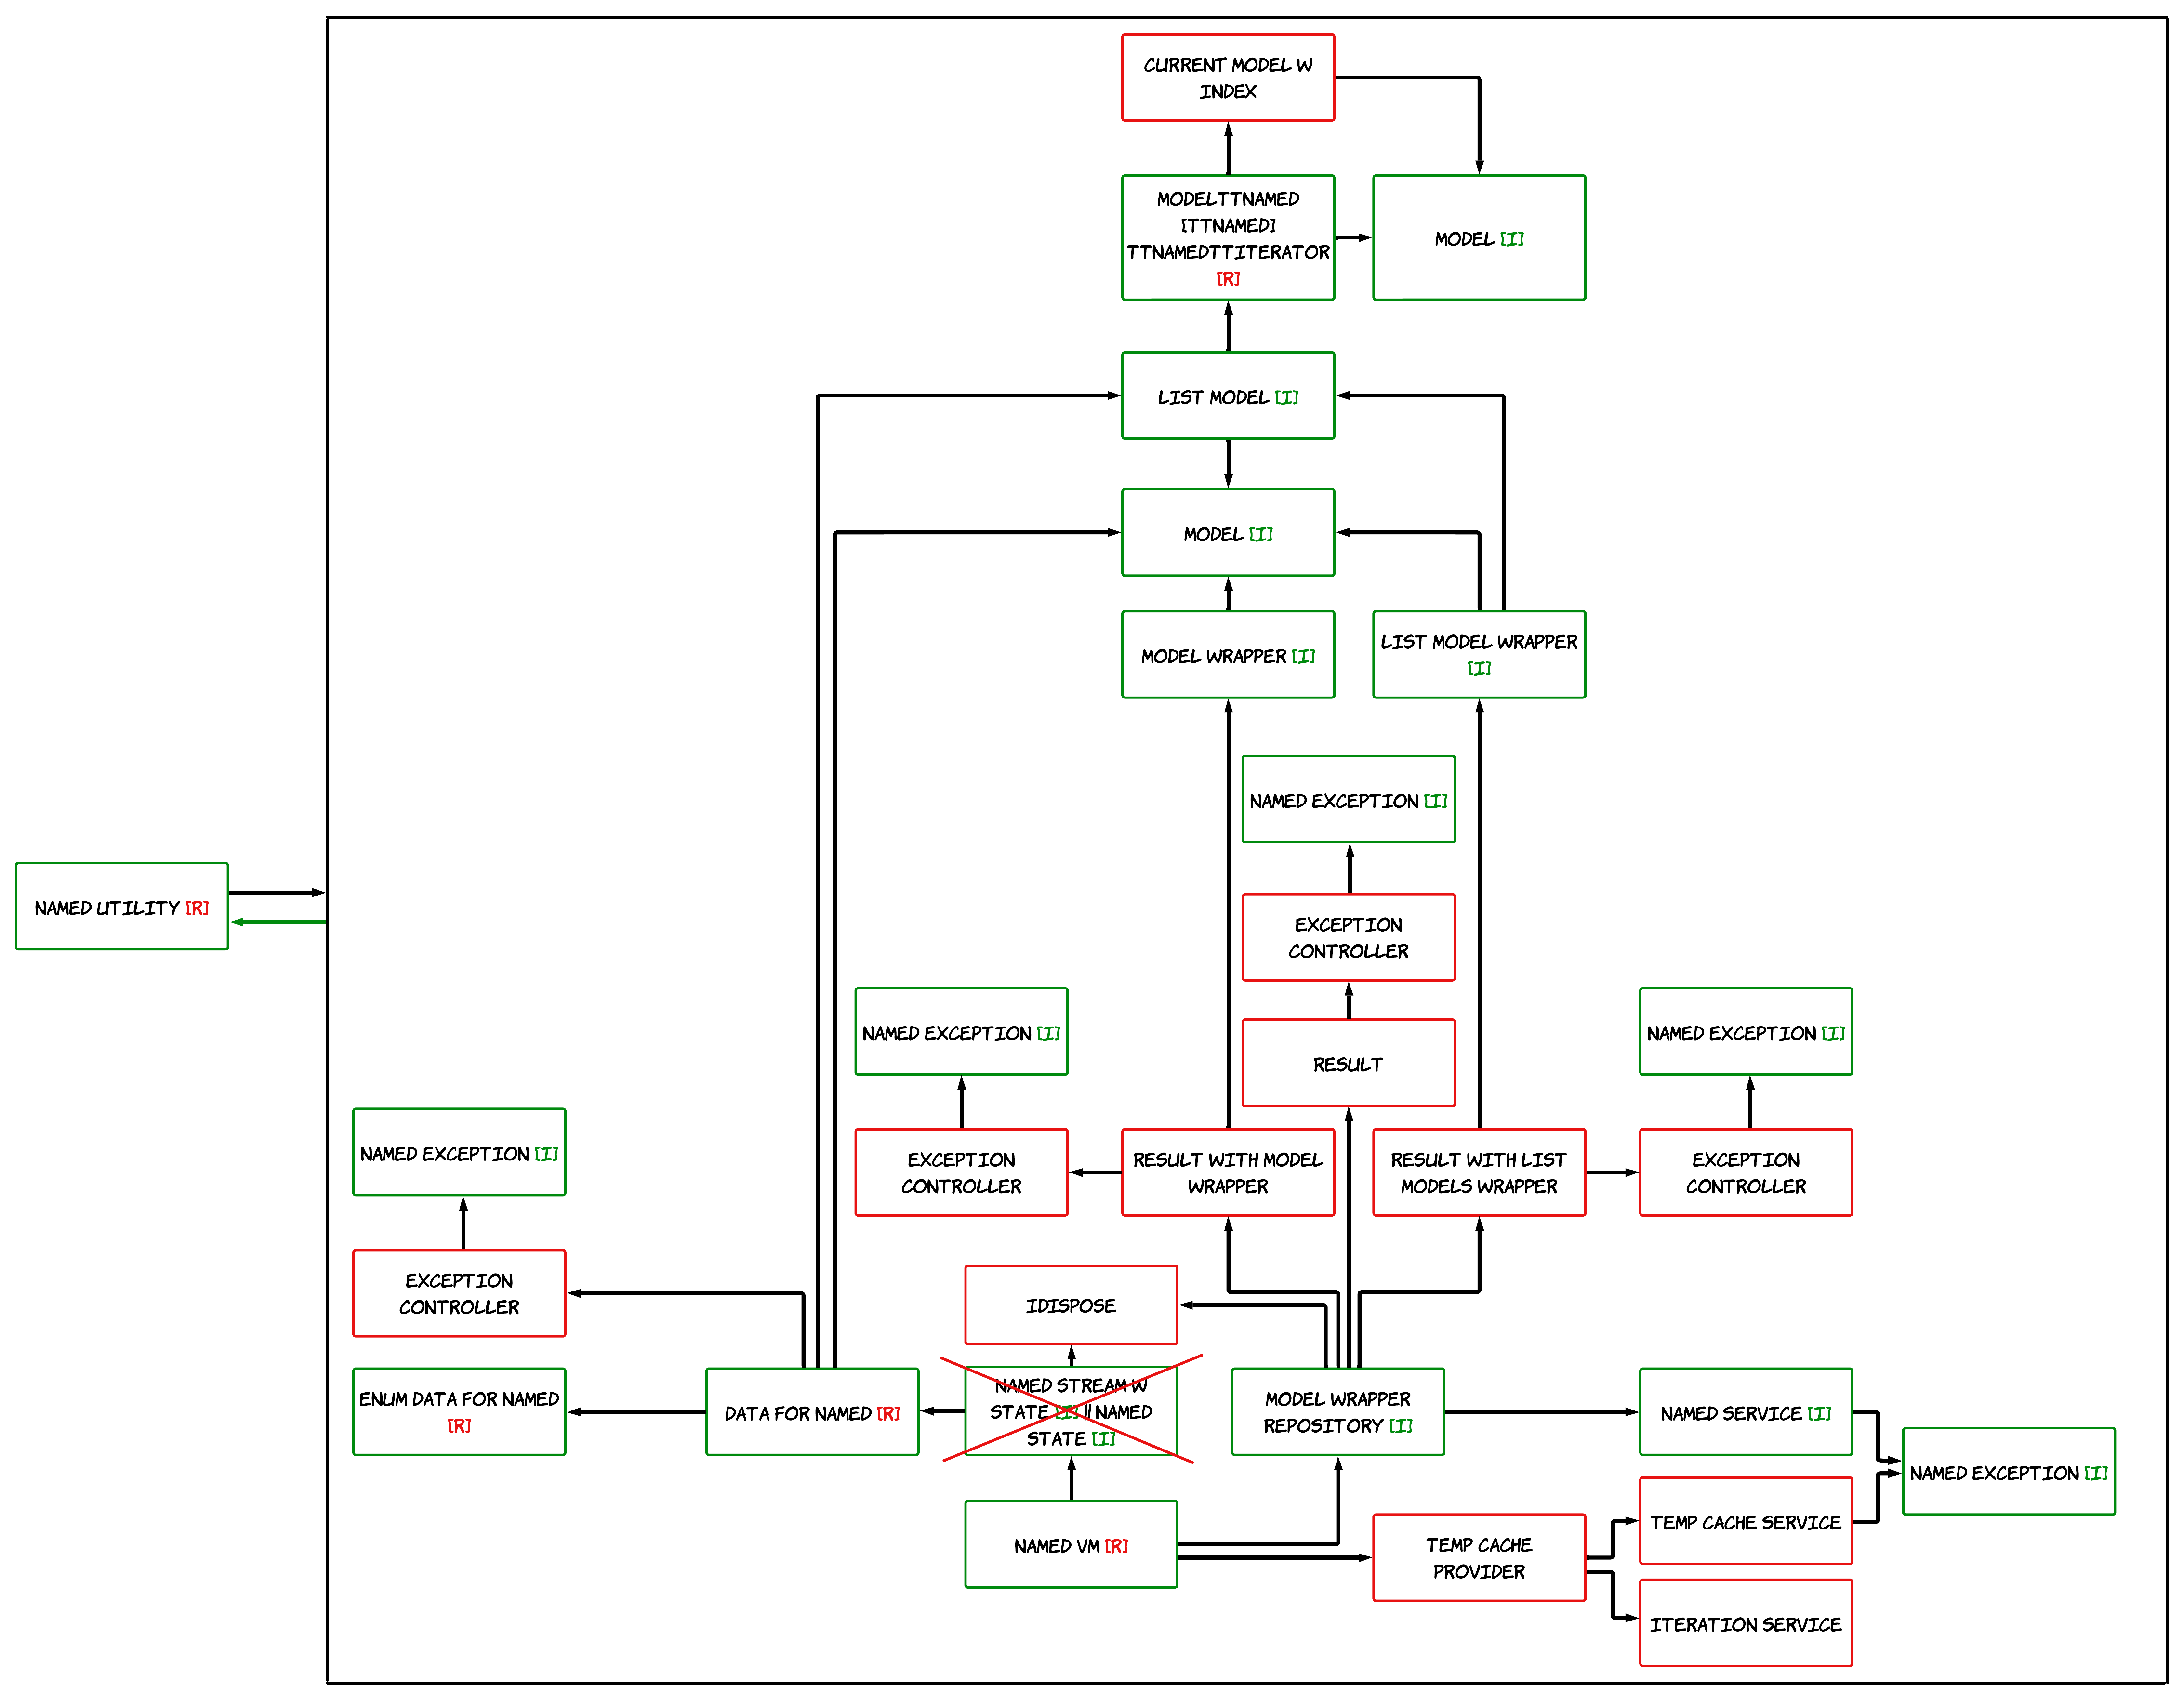 CURRENT MODEL W
INDEX
MODELTTNAMED
[TTNAMED]
TTNAMEDTTITERATOR
[R]
MODEL [I]
LIST MODEL [I]
MODEL [I]
MODEL WRAPPER [I]
LIST MODEL WRAPPER
[I]
NAMED EXCEPTION [I]
NAMED UTILITY [R]
EXCEPTION
CONTROLLER
NAMED EXCEPTION [I]
RESULT
NAMED EXCEPTION [I]
NAMED EXCEPTION [I]
EXCEPTION
CONTROLLER
RESULT WITH MODEL
WRAPPER
RESULT WITH LIST
MODELS WRAPPER
EXCEPTION
CONTROLLER
EXCEPTION
CONTROLLER
IDISPOSE
ENUM DATA FOR NAMED
[R]
DATA FOR NAMED [R]
NAMED STREAM W
STATE [I] || NAMED
STATE [I]
MODEL WRAPPER
REPOSITORY [I]
NAMED SERVICE [I]
NAMED EXCEPTION [I]
NAMED VM [R]
TEMP CACHE
PROVIDER
TEMP CACHE SERVICE
ITERATION SERVICE